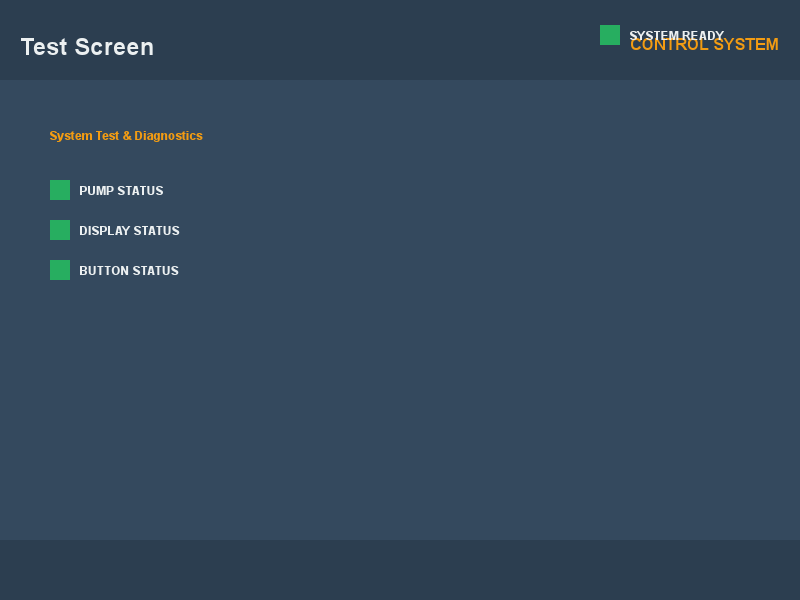 Test Screen
SYSTEM READY
CONTROL SYSTEM
System Test & Diagnostics
PUMP STATUS
DISPLAY STATUS
BUTTON STATUS